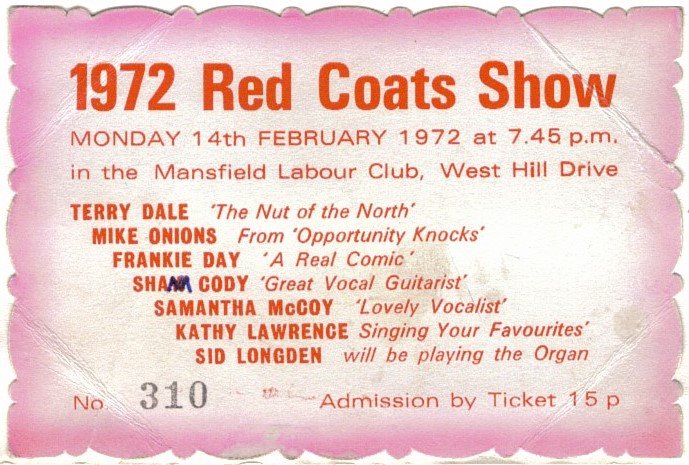 1972 Red Coats Show
MONDAY 14th FEBRUARY 1972 at 7.45 p.m.
in the Mansfield Labour Club, West Hill Drive
TERRY DALE 'The Nut of the North'
MIKE ONIONS From 'Opportunity Knocks'
FRANKIE DAY 'A Real Comic'
CODY 'Great Vocal Guitarist'
SAMANTHA McCOY 'Lovely Vocalist'
KATHY LAWRENCE Singing Your Favourites'
SID LONGDEN will be playing the Organ
No. 310 Admission by Ticket 15 p